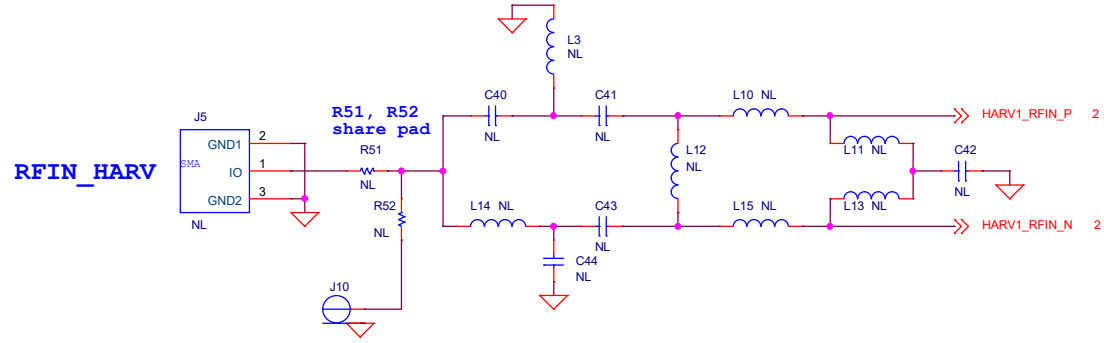 L3
NL
C40
NL
C41
NL
L10 NL
HARV1_RFIN_P 2
R51, R52
share pad
J5
GND1
2
SMA
IO
1
GND2
3
NL
RFIN_HARV
R51
NL
R52
NL
L12
NL
L11 NL
C42
NL
L14 NL
C43
NL
L15 NL
L13 NL
HARV1_RFIN_N 2
C44
NL
J10